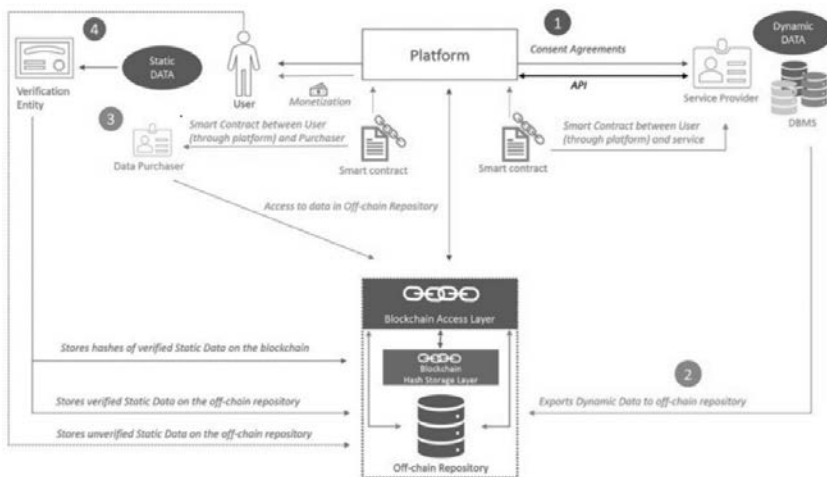 4
1
Dynamic
DATA
Static
DATA
Platform
Consent Agreements
API
Verification
Entity
User
Monetization
Service Provider
DBMS
3
Smart Contract between User
(through platform) and Purchaser
Smart Contract between User
(through platform) and service
Data Purchaser
Smart contract
Smart contract
Access to data in Off-chain Repository
Blockchain Access Layer
Stores hashes of verified Static Data on the blockchain
Blockchain
Hash Storage Layer
2
Stores verified Static Data on the off-chain repository
Exports Dynamic Data to off-chain repository
Stores unverified Static Data on the off-chain repository
Off-chain Repository